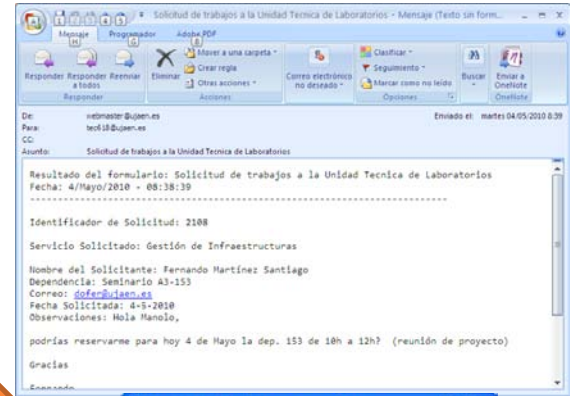 Solicitud de trabajos a la Unidad Tecnica de Laboratorios - Mensaje (Texto sin form...
Mensaje Programador Adobe PDF
Responder Responder a todos Reenviar
Responder
Eliminar
Mover a una carpeta
Crear regla
Otras acciones
Acciones
Correo electrónico no deseado
Clasificar
Seguimiento
Marcar como no leído
Opciones
Buscar
Enviar a OneNote
OneNote
De: webmaster@ujaen.es Enviado el: martes 04/05/2010 8:39
Para: tec618@ujaen.es
CC:
Asunto: Solicitud de trabajos a la Unidad Tecnica de Laboratorios
Resultado del formulario: Solicitud de trabajos a la Unidad Tecnica de Laboratorios
Fecha: 4/Mayo/2010 - 08:38:39
Identificador de Solicitud: 2108
Servicio Solicitado: Gestión de Infraestructuras
Nombre del Solicitante: Fernando Martínez Santiago
Dependencia: Seminario A3-153
Correo: dofer@ujaen.es
Fecha Solicitada: 4-5-2010
Observaciones: Hola Manolo,
podrías reservarme para hoy 4 de Mayo la dep. 153 de 10h a 12h? (reunión de proyecto)
Gracias
Fernando